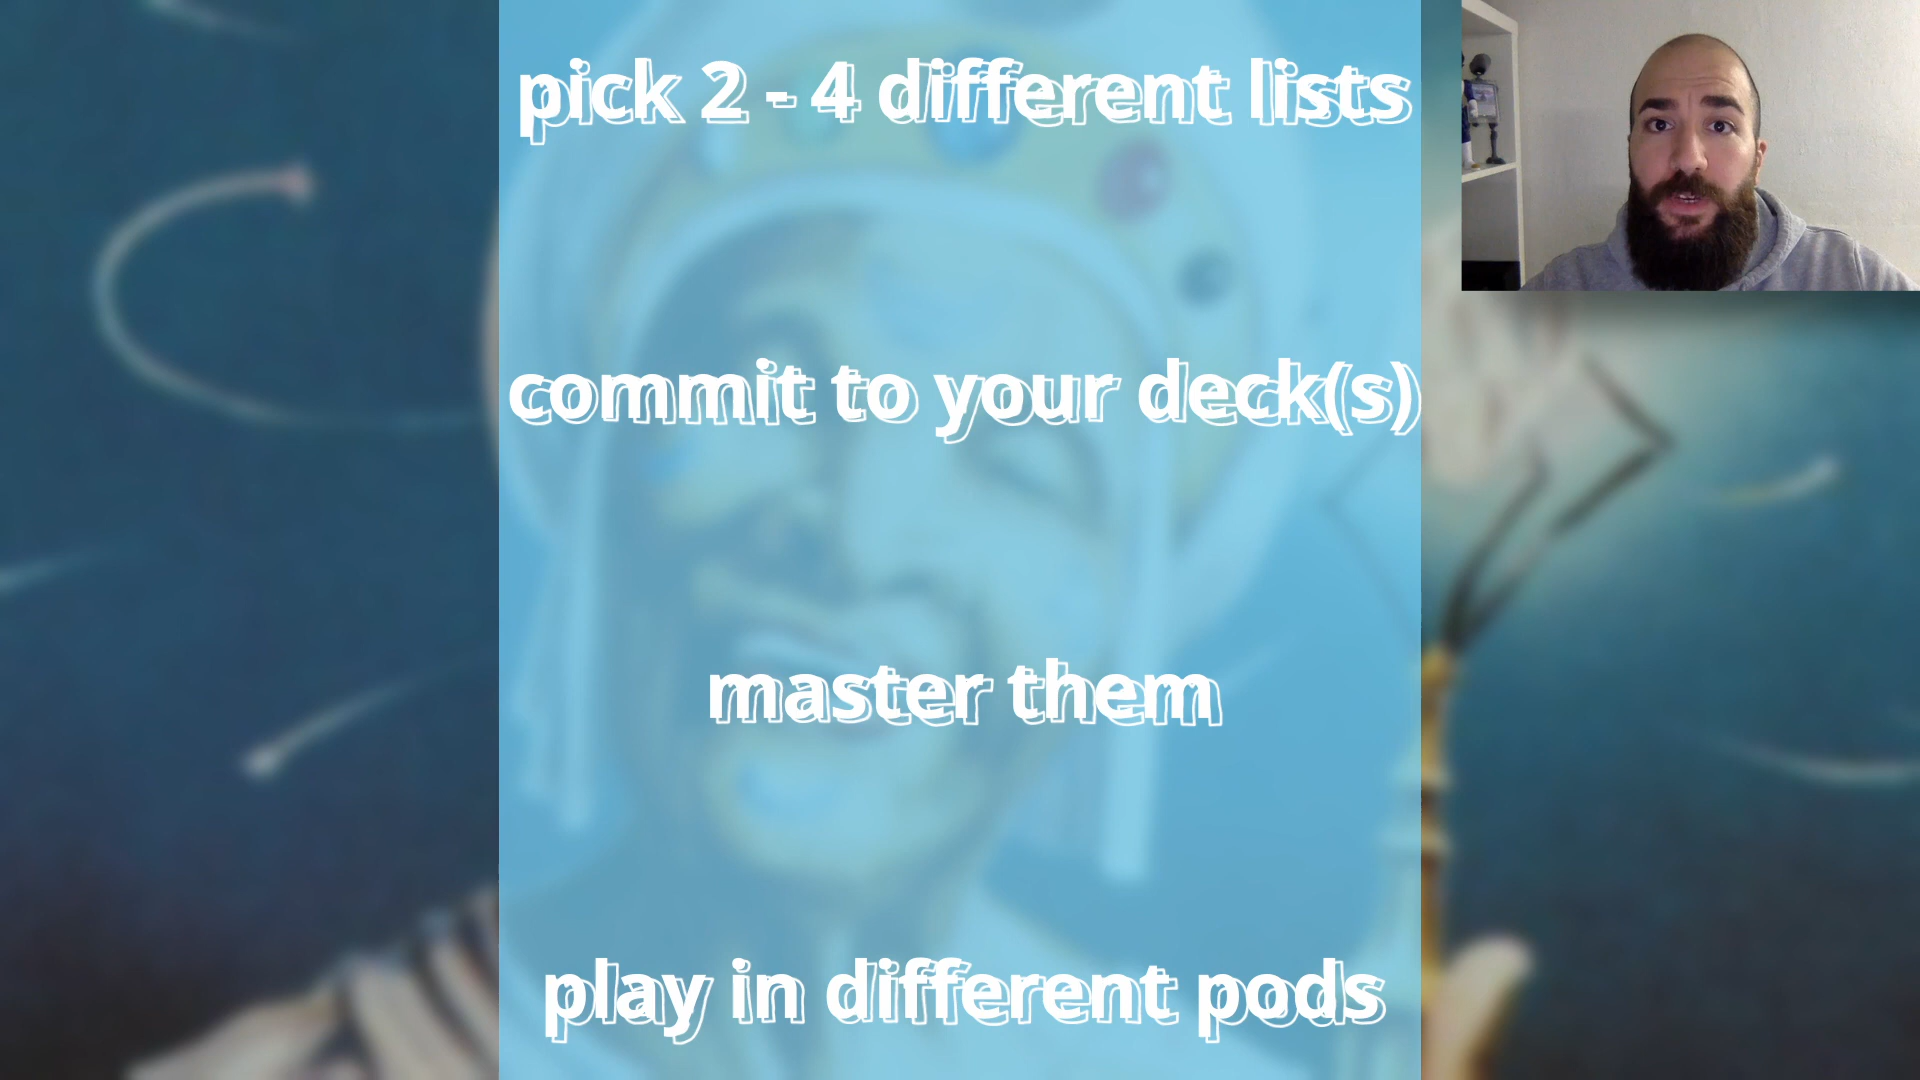 pick 2 - 4 different lists
commit to your deck(s)
master them
play in different pods